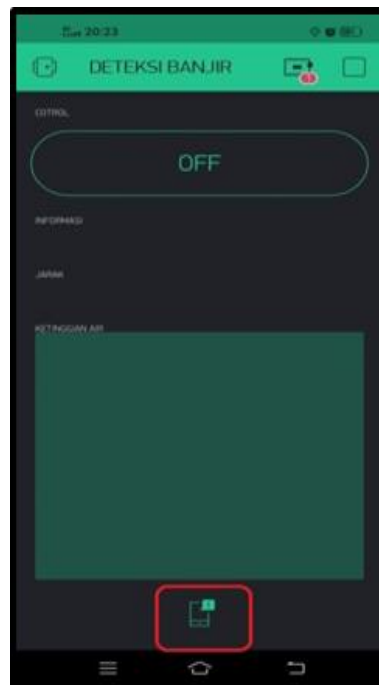 20:23
DETEKSI BANJIR
COTROL
OFF
INFORMASI
JARAK
KETINGGIAN AIR